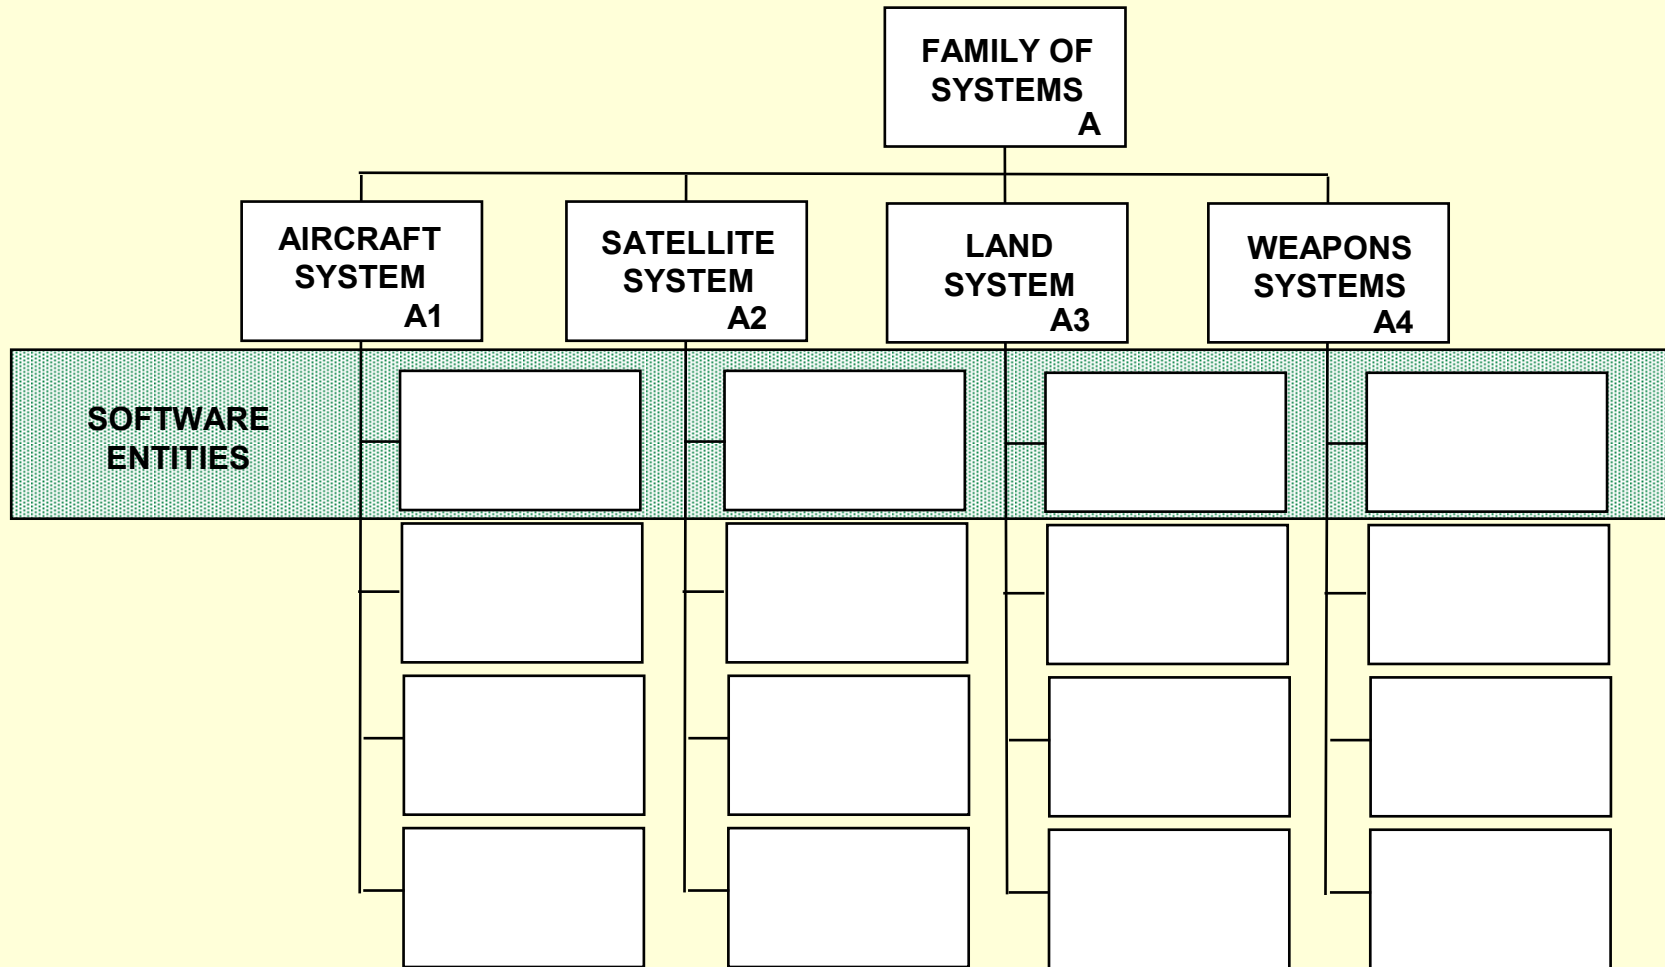 FAMILY OF
SYSTEMS
A
AIRCRAFT
SYSTEM
A1
SATELLITE
SYSTEM
A2
LAND
SYSTEM
A3
WEAPONS
SYSTEMS
A4
SOFTWARE
ENTITIES